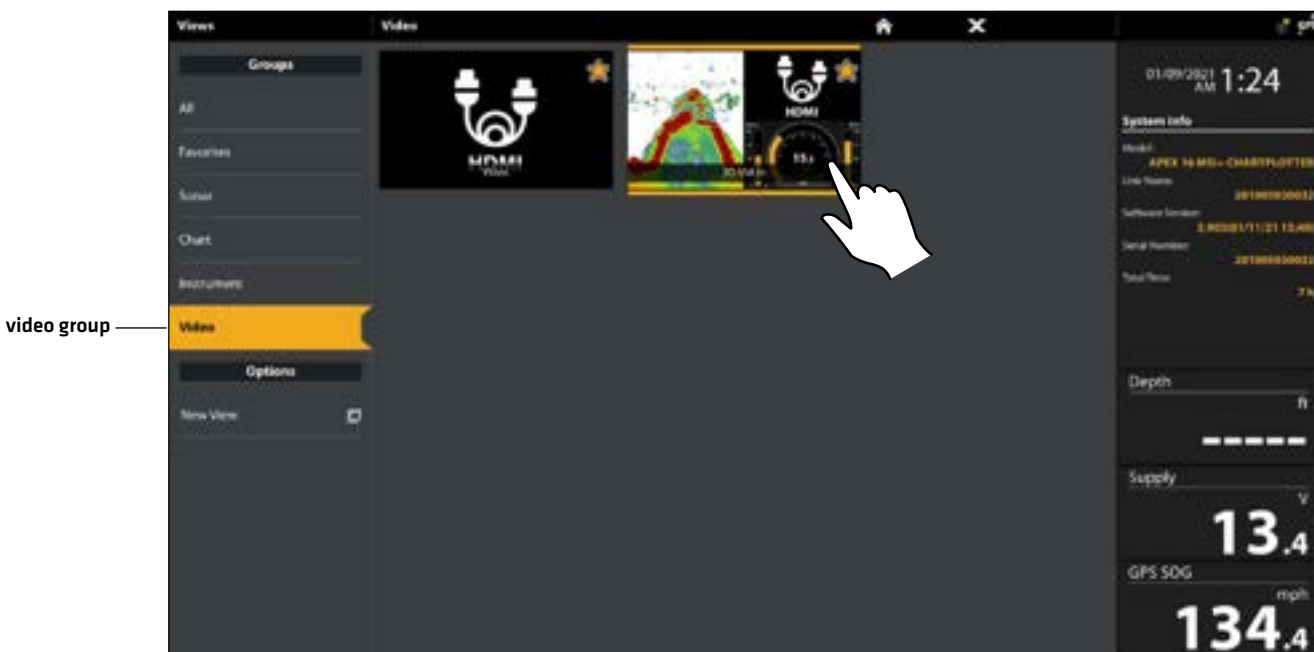 Views
Video
Groups
All
Favorites
Sonar
Chart
Instrument
video group
Video
Options
New View
HDMI
Video
HDMI
01/09/2021
AM 1:24
System Info
Model:
APEX 16 MSI+ CHARTPLOTTER
Link Name:
Software Version:
Serial Number:
Total Time:
Depth
ft
-----
Supply
V
13.4
GPS SOG
mph
134.4